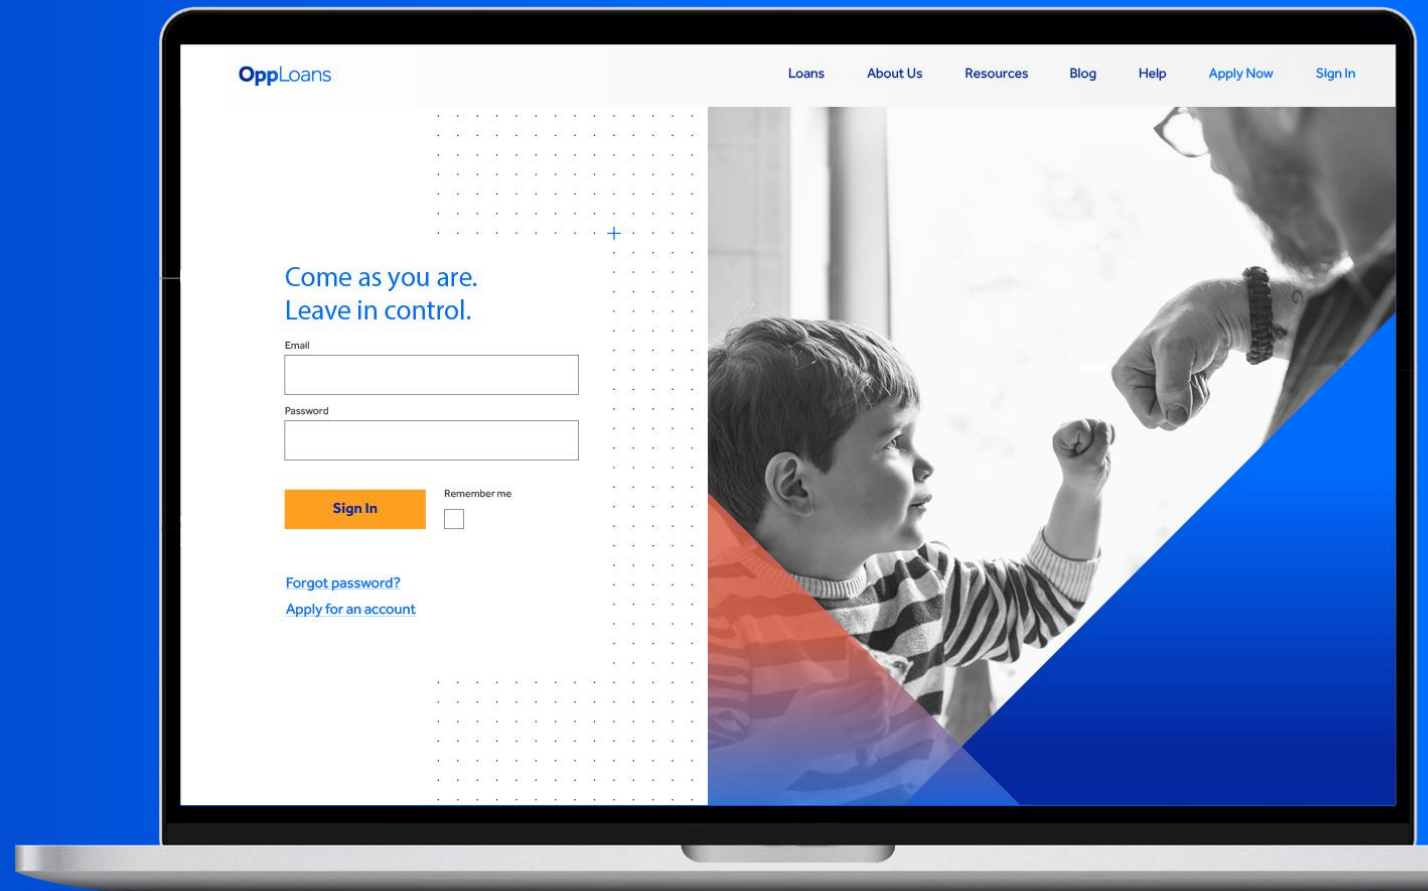 OppLoans
Loans About Us Resources Blog Help Apply Now Sign In
Come as you are.
Leave in control.
Email
Password
Sign In
Remember me
Forgot password?
Apply for an account